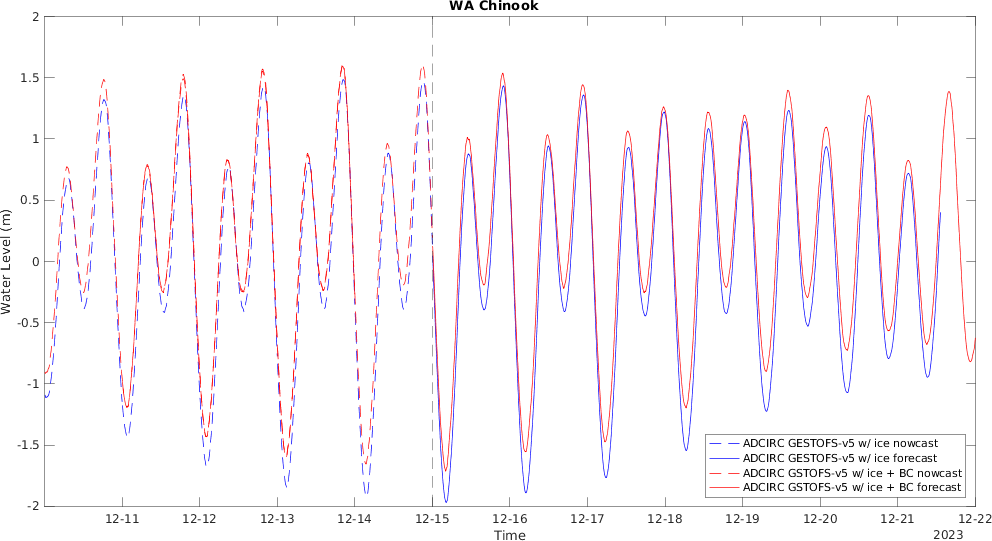 WA Chinook
2
1.5
1
0.5
0
-0.5
-1
-1.5
-2
Water Level (m)
12-11 12-12 12-13 12-14 12-15 12-16 12-17 12-18 12-19 12-20 12-21 12-22
Time
2023
ADCIRC GESTOFS-v5 w/ ice nowcast
ADCIRC GESTOFS-v5 w/ ice forecast
ADCIRC GSTOFS-v5 w/ ice + BC nowcast
ADCIRC GSTOFS-v5 w/ ice + BC forecast